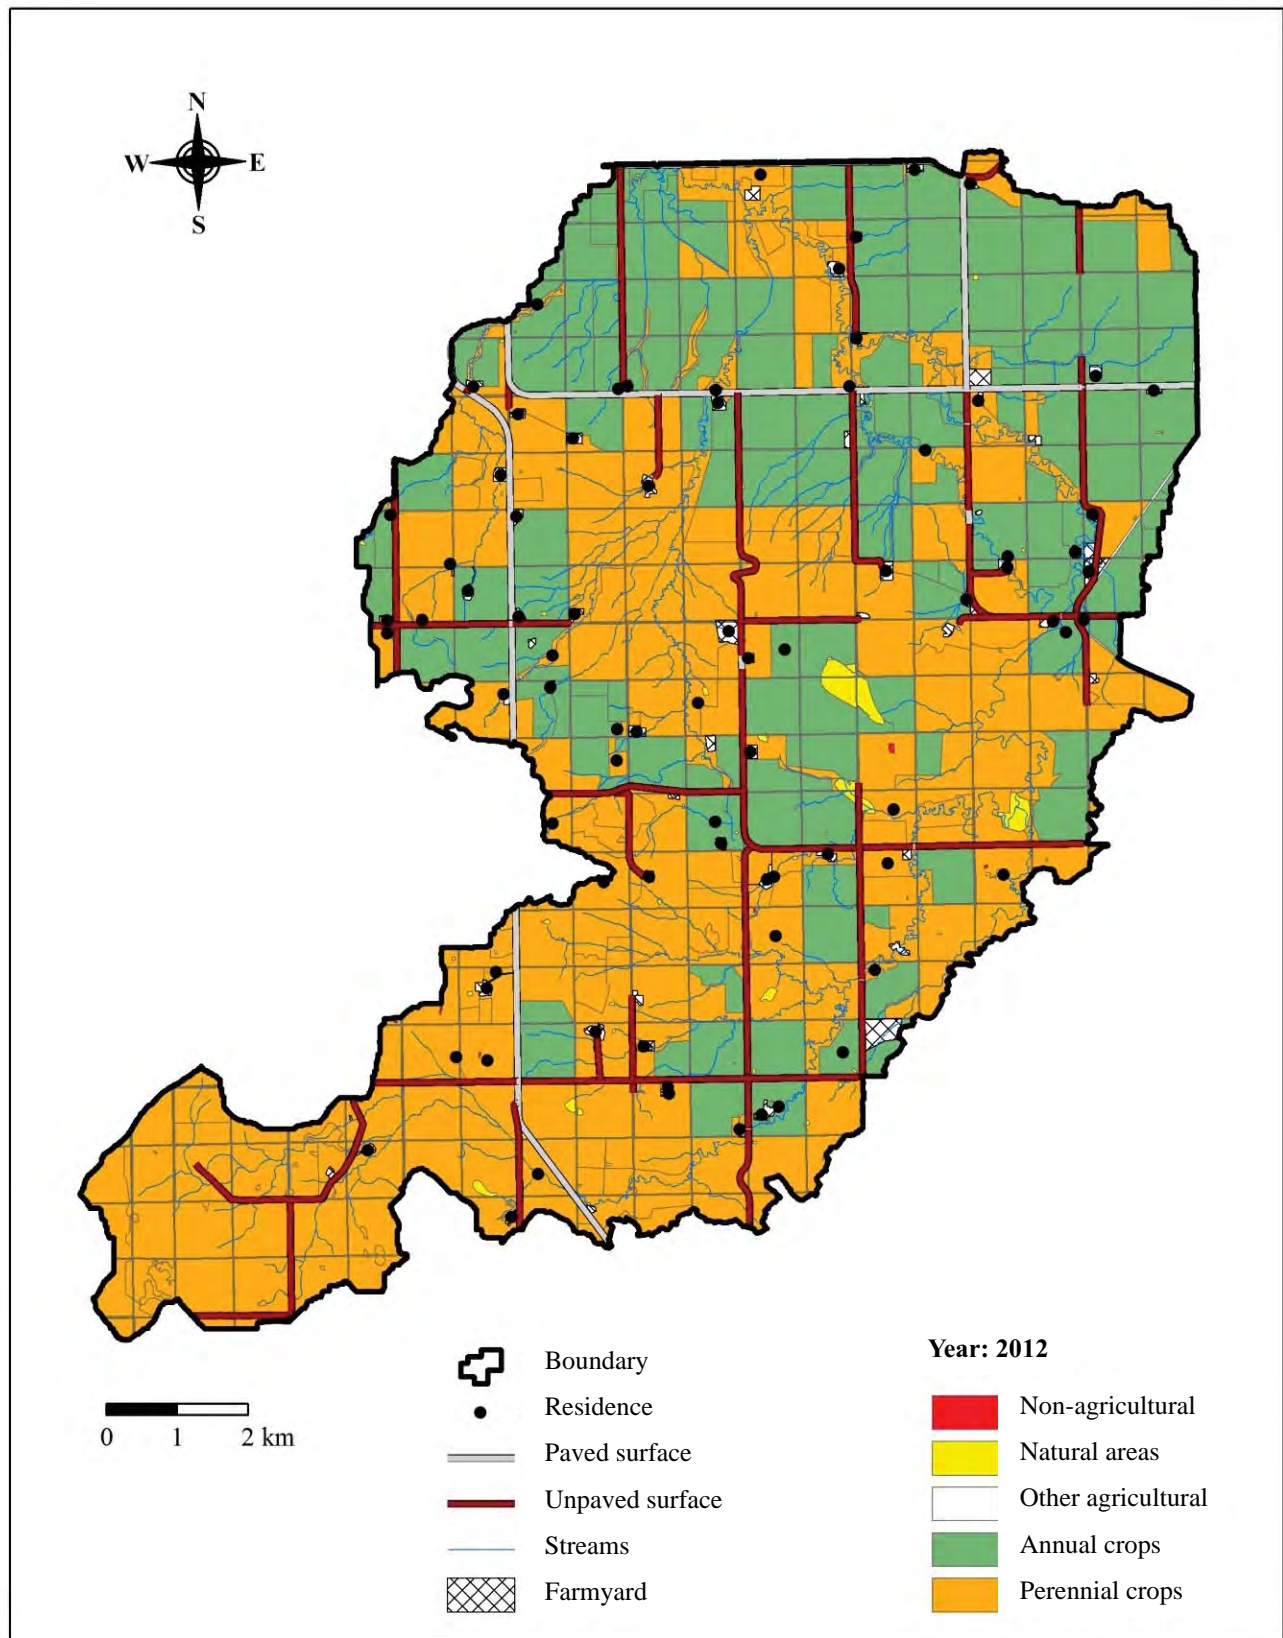 N
W E
S
Boundary
Residence
Paved surface
Unpaved surface
Streams
Farmyard
0 1 2 km
Year: 2012
Non-agricultural
Natural areas
Other agricultural
Annual crops
Perennial crops